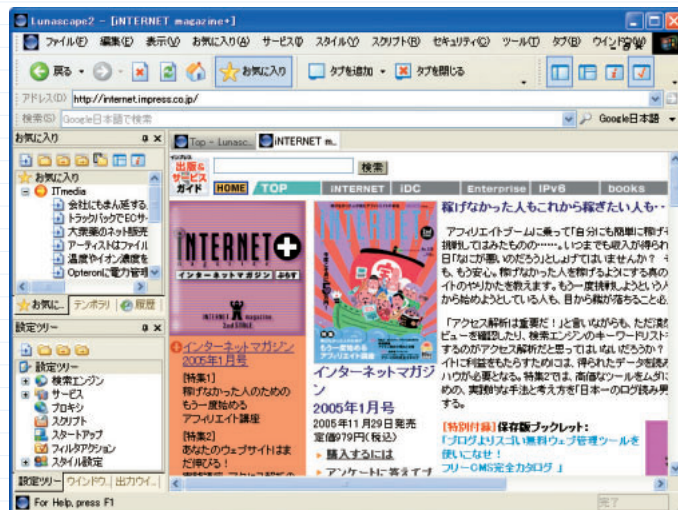 Lunascape2 - [iNTERNET magazine+]
ファイル(F) 編集(E) 表示(V) お気に入り(A) サービス(I) スタイル(Y) スクリプト(R) セキュリティ(C) ツール(T) タブ(B) ウインドウ(W)
戻る お気に入り タブを追加 タブを閉じる
アドレス(D) http://internet.impress.co.jp/
検索(S) Google日本語で検索 Google日本語
お気に入り
Top - Lunasc... iNTERNET m...
お気に入り
ITmedia
会社にもま人延する
トラックバックでECサー
大衆薬のネット販売
アーティストはファイル
温度やイオン濃度を
Opteronに電力管理
お気に... テンポラリ 履歴
設定ツリー
設定ツリー
検索エンジン
サービス
プロキシ
スクリプト
スタートアップ
フィルタアクション
スタイル設定
設定ツリー ウインドウ... 出力ウイ...
インプレス
出版&
サービス
ガイド
検索
HOME TOP iNTERNET iDC Enterprise IPv6 books
iNTERNET+
インターネットマガジン ぷらす
iNTERNET magazine
2nd STAGE
インターネットマガジン
2005年1月号
[特集1]
稼げなかった人のための
もう一度始める
アフィリエイト講座
[特集2]
あなたのウェブサイトはま
だ伸びる!
もう一度始める
アフィリエイト講座
インターネットマガジ
ン
2005年1月号
2005年11月29日発売
定価979円(税込)
購入するには
アンケートに答えてプ
稼げなかった人もこれから稼ぎたい人も・・
アフィリエイトブームに乗って「自分にも簡単に稼げそ
挑戦してはみたものの……。いつまでも収入が得られ
日「なにが悪いのだろう」としょげてはいませんか? そ
も、もう安心。稼げなかった人を稼げるようにする真の
イトのやりかたを教えます。もう一度挑戦しようという人
から始めようとしている人も、目から鱗が落ちること必
「アクセス解析は重要だ!」と言いながらも、ただ漠
ビューを確認したり、検索エンジンのキーワードリスト
するのがアクセス解析だと思ってはいないだろうか?
イトに利益をもたらすためには、得られたデータを読み
ハウが必要となる。特集2では、高価なツールをムダに
めの、実践的な手法と考え方を「日本一のログ読み男
する。
[特別付録]保存版ブックレット:
「ブログよりスゴい無料ウェブ管理ツールを
使いになせ!
フリーCMS完全カタログ 」
For Help, press F1
完了